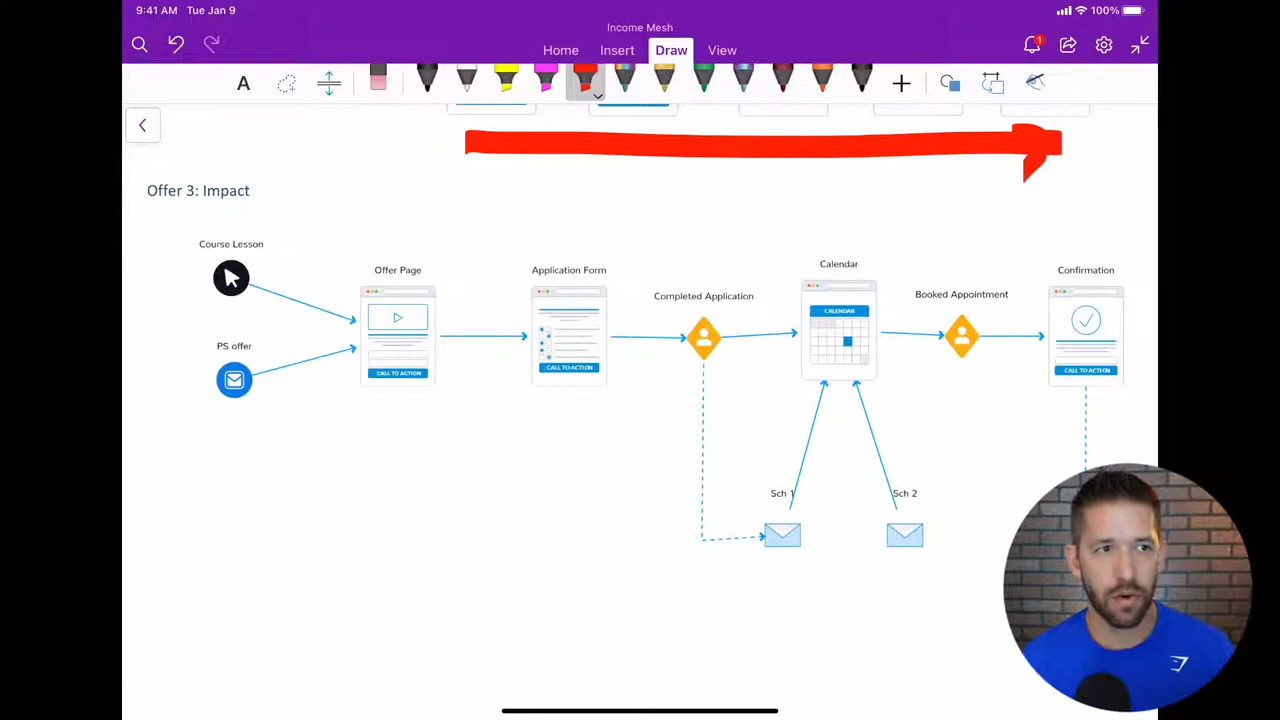 9:41 AM Tue Jan 9
100%
Income Mesh
Home Insert Draw View
1
A
Offer 3: Impact
Course Lesson
Offer Page
Application Form
Completed Application
Calendar
Booked Appointment
Confirmation
CALENDAR
PS offer
CALL TO ACTION
CALL TO ACTION
CALL TO ACTION
Sch 1
Sch 2